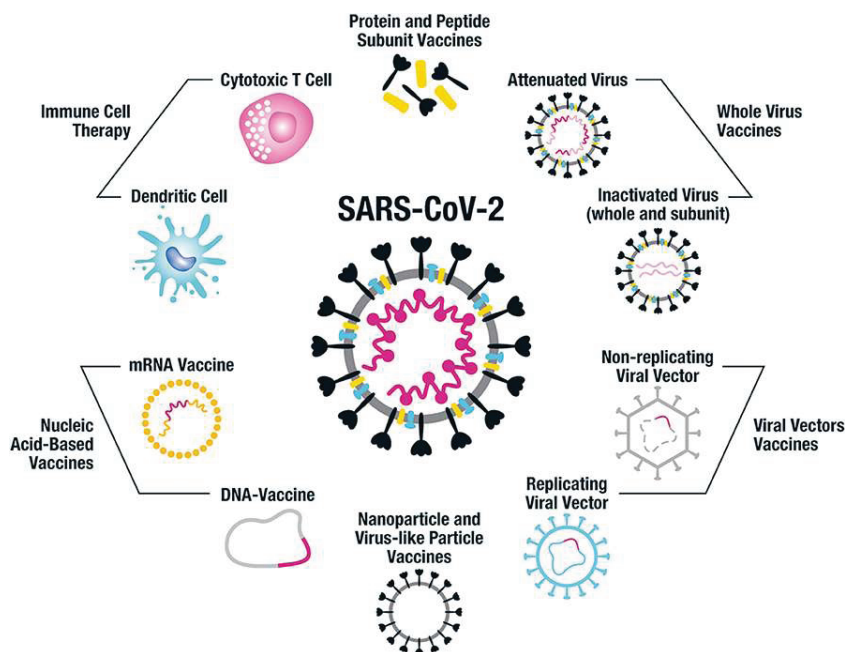 Protein and Peptide
Subunit Vaccines
Cytotoxic T Cell
Attenuated Virus
Immune Cell
Therapy
Whole Virus
Vaccines
Dendritic Cell
Inactivated Virus
(whole and subunit)
SARS-CoV-2
mRNA Vaccine
Non-replicating
Viral Vector
Nucleic
Acid-Based
Vaccines
Viral Vectors
Vaccines
DNA-Vaccine
Replicating
Viral Vector
Nanoparticle and
Virus-like Particle
Vaccines